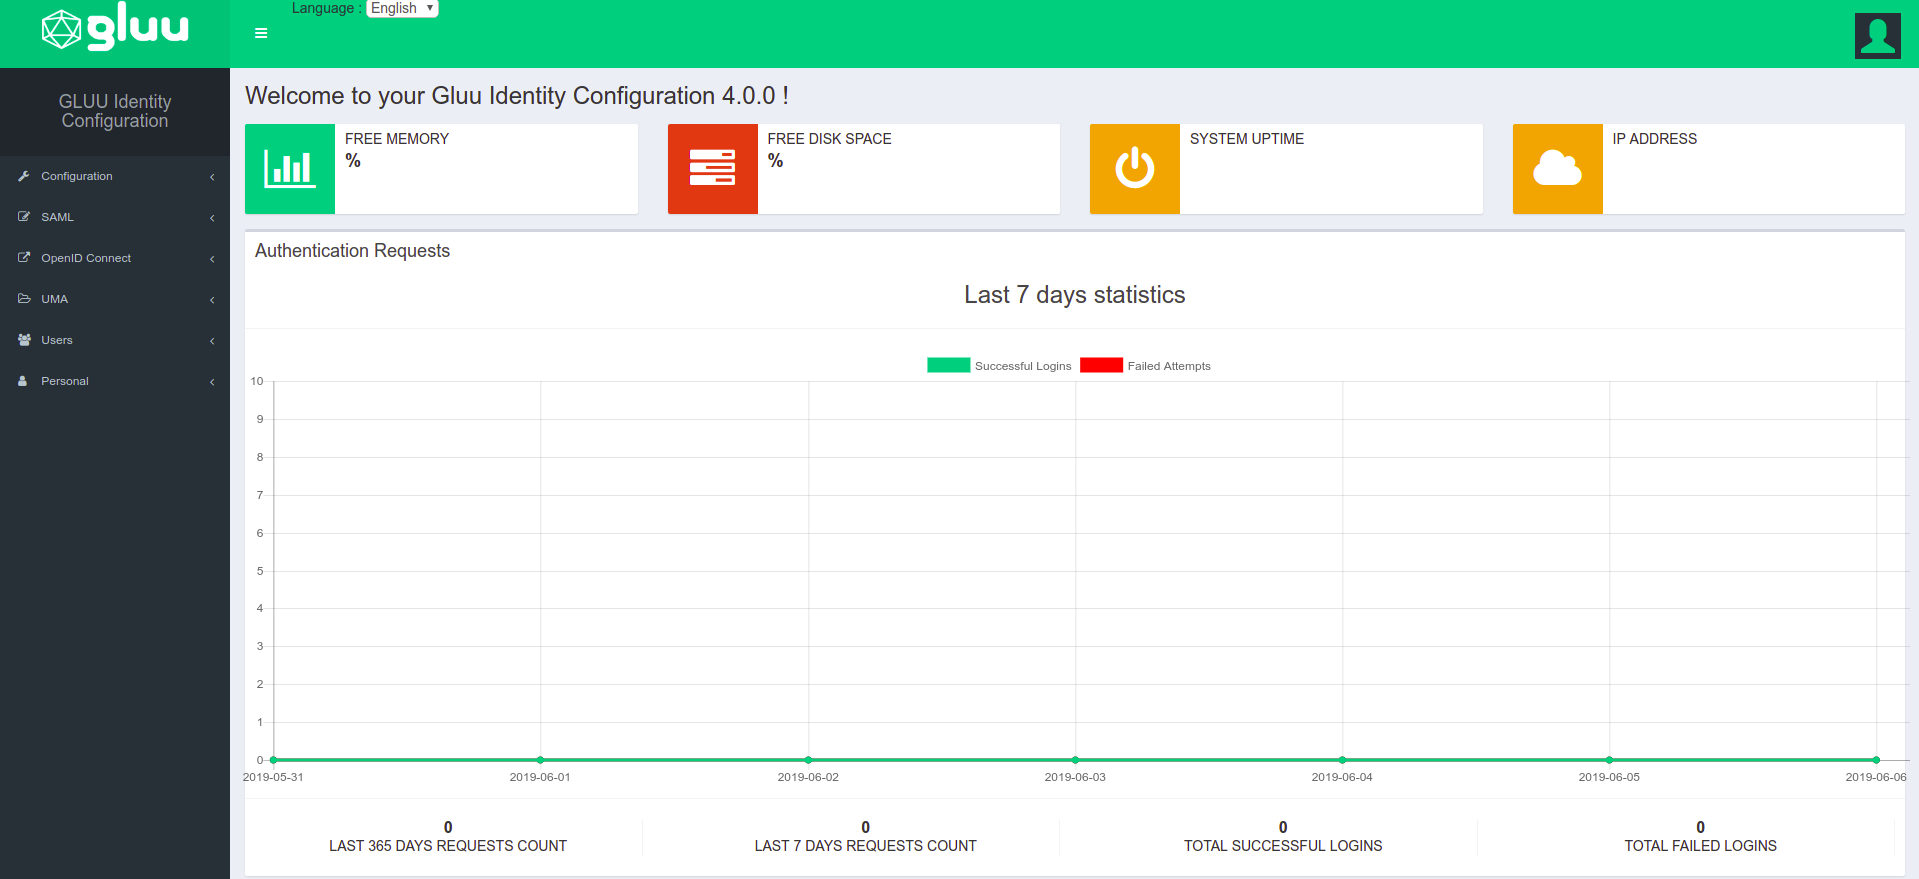 gluu
Language : English
GLUU Identity
Configuration
Configuration
SAML
OpenID Connect
UMA
Users
Personal
Welcome to your Gluu Identity Configuration 4.0.0 !
FREE MEMORY
%
FREE DISK SPACE
%
SYSTEM UPTIME
IP ADDRESS
Authentication Requests
Last 7 days statistics
Successful Logins Failed Attempts
10
9
8
7
6
5
4
3
2
1
0
2019-05-31 2019-06-01 2019-06-02 2019-06-03 2019-06-04 2019-06-05 2019-06-06
0
LAST 365 DAYS REQUESTS COUNT
0
LAST 7 DAYS REQUESTS COUNT
0
TOTAL SUCCESSFUL LOGINS
0
TOTAL FAILED LOGINS